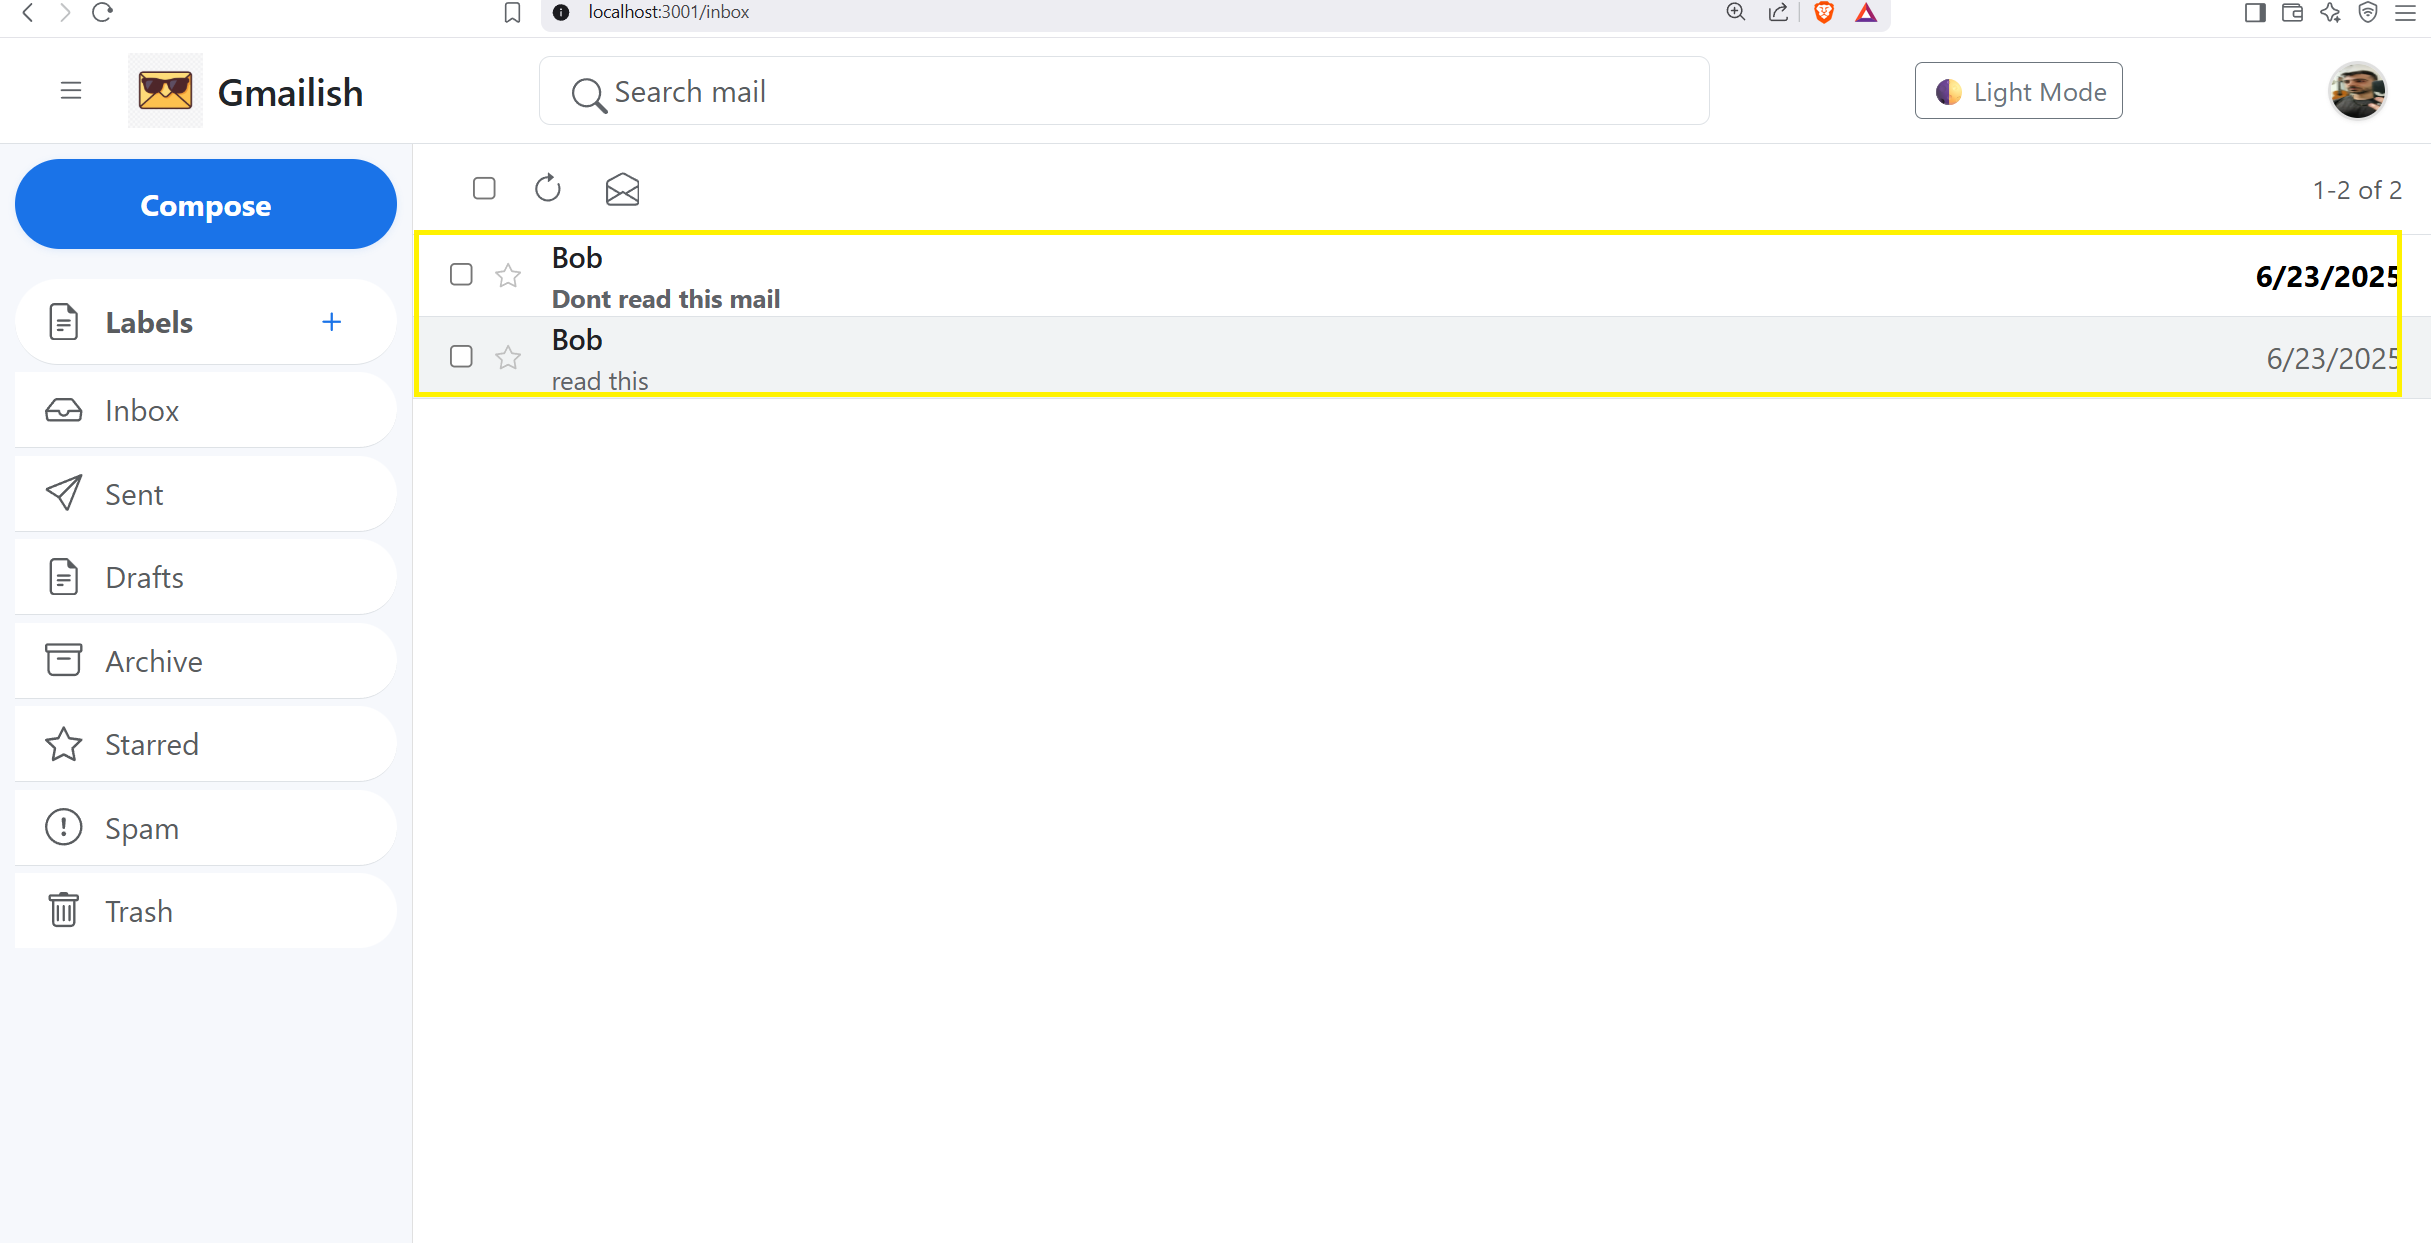 localhost:3001/inbox
Gmailish
Search mail
Light Mode
Compose
1-2 of 2
Labels +
Inbox
Sent
Drafts
Archive
Starred
Spam
Trash
Bob
Dont read this mail
6/23/2025
Bob
read this
6/23/2025